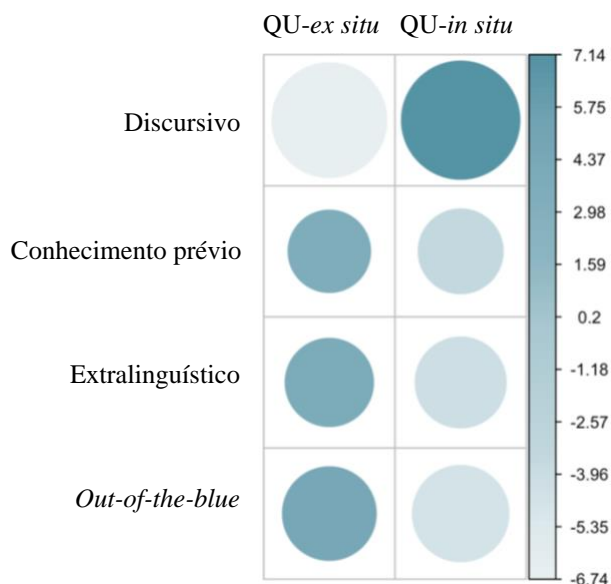 QU-ex situ QU-in situ
7.14
Discursivo
5.75
4.37
2.98
Conhecimento prévio
1.59
0.2
Extralinguístico
-1.18
-2.57
-3.96
Out-of-the-blue
-5.35
-6.74